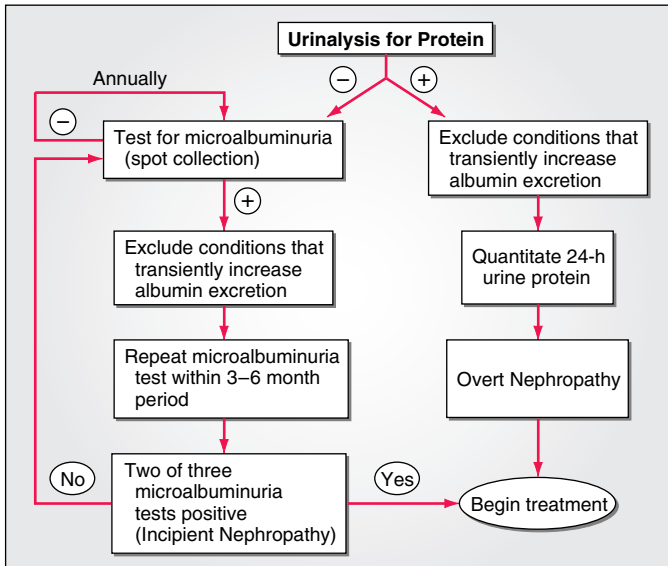 Urinalysis for Protein
−
+
Annually
−
Test for microalbuminuria
(spot collection)
+
Exclude conditions that
transiently increase
albumin excretion
Repeat microalbuminuria
test within 3–6 month
period
Two of three
microalbuminuria
tests positive
(Incipient Nephropathy)
No
Yes
Exclude conditions that
transiently increase
albumin excretion
Quantitate 24-h
urine protein
Overt Nephropathy
Begin treatment